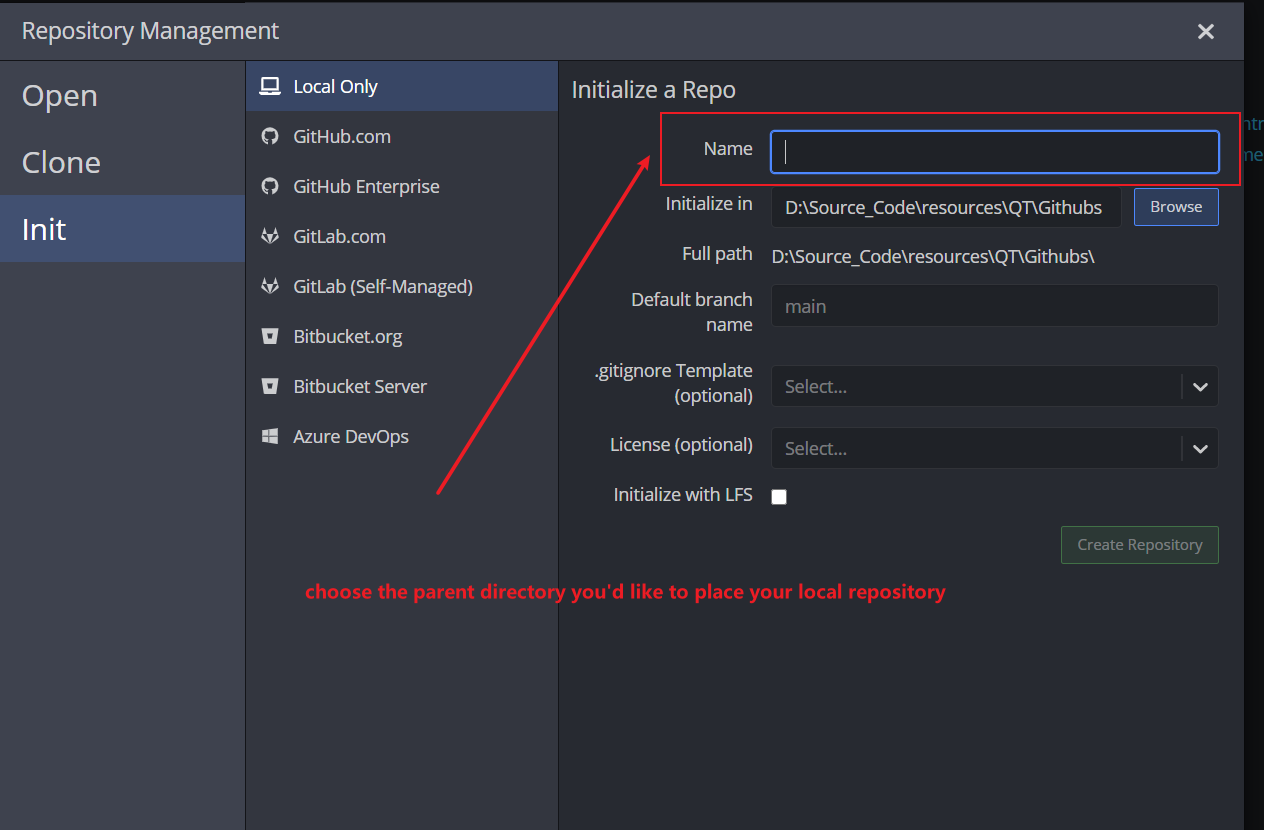 Repository Management
Open
Clone
Init
Local Only
GitHub.com
GitHub Enterprise
GitLab.com
GitLab (Self-Managed)
Bitbucket.org
Bitbucket Server
Azure DevOps
Initialize a Repo
Name
Initialize in D:\Source_Code\resources\QT\Githubs Browse
Full path D:\Source_Code\resources\QT\Githubs\
Default branch
name
main
.gitignore Template
(optional)
Select...
License (optional) Select...
Initialize with LFS
Create Repository
choose the parent directory you'd like to place your local repository